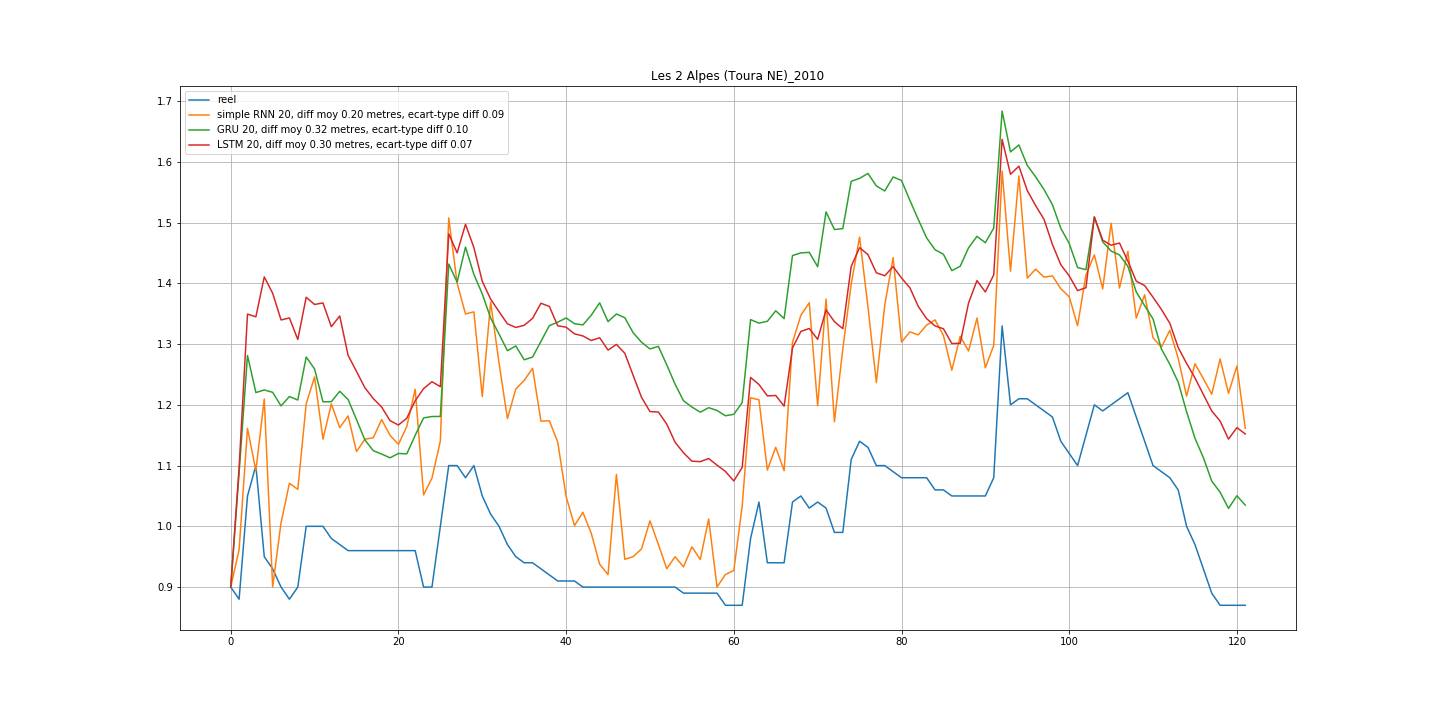 Les 2 Alpes (Toura NE)_2010
reel
simple RNN 20, diff moy 0.20 metres, ecart-type diff 0.09
GRU 20, diff moy 0.32 metres, ecart-type diff 0.10
LSTM 20, diff moy 0.30 metres, ecart-type diff 0.07
1.7
1.6
1.5
1.4
1.3
1.2
1.1
1.0
0.9
0 20 40 60 80 100 120